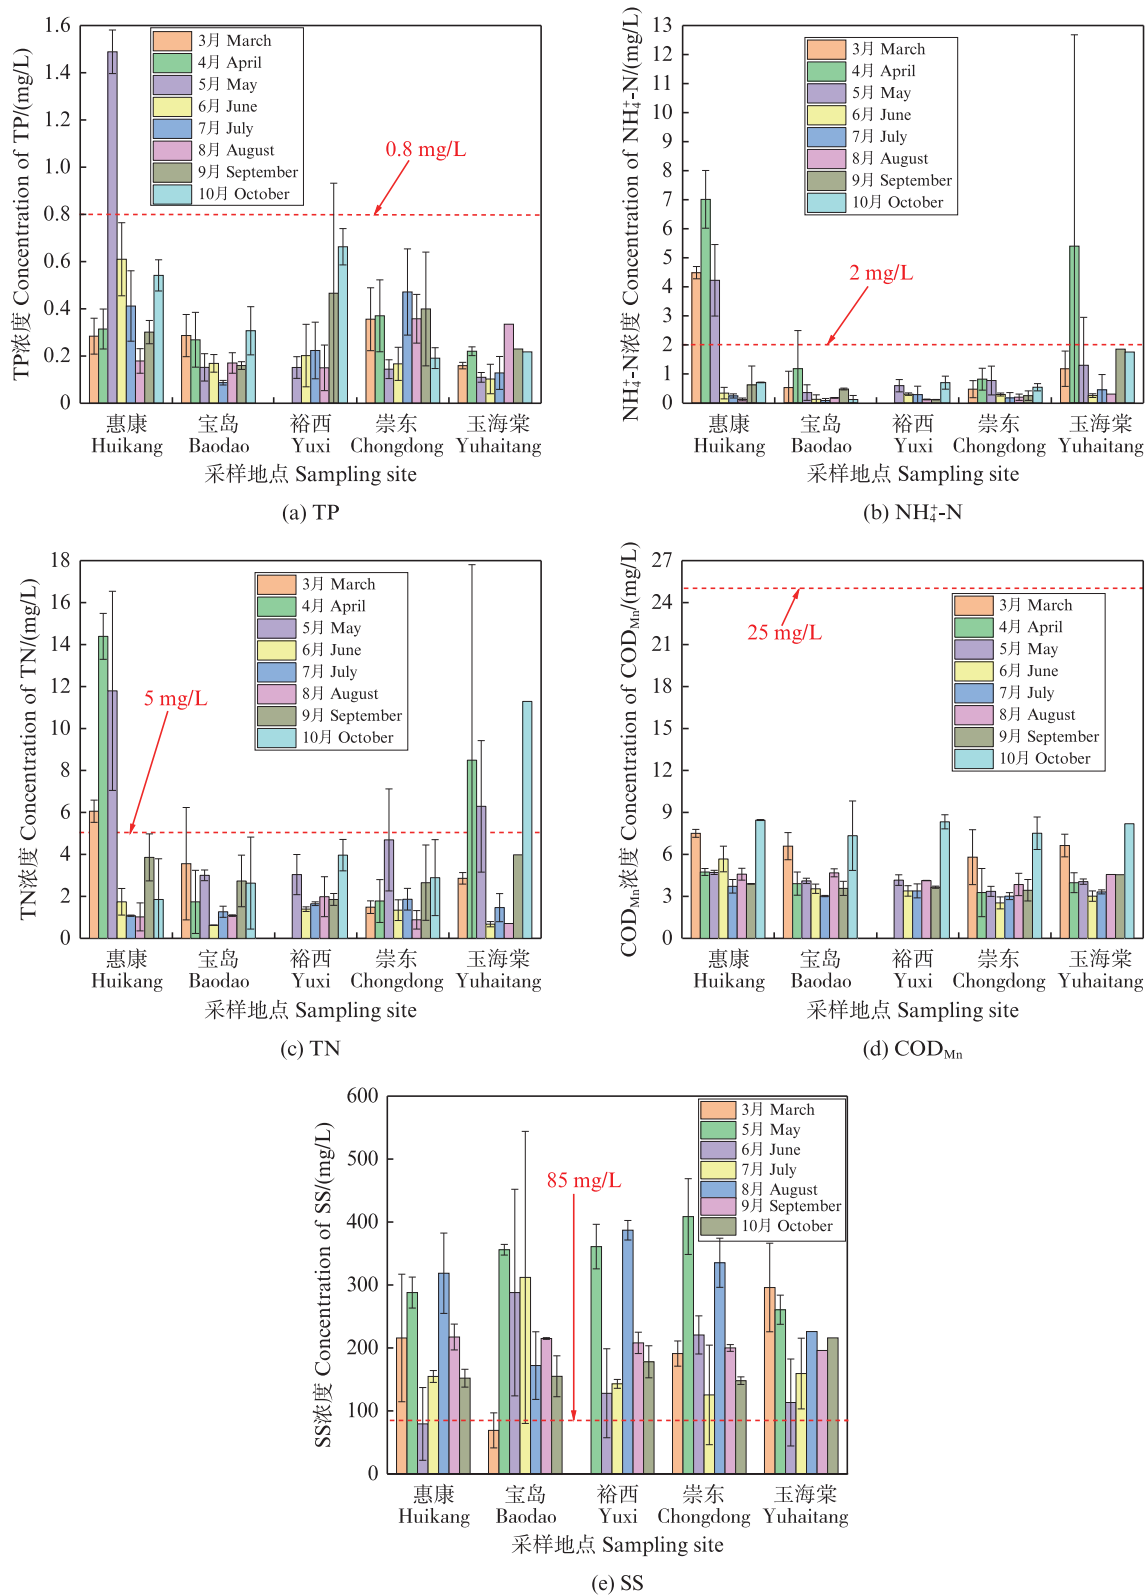 TP浓度 Concentration of TP/(mg/L)
1.6
1.4
1.2
1.0
0.8
0.6
0.4
0.2
0
3月 March
4月 April
5月 May
6月 June
7月 July
8月 August
9月 September
10月 October
0.8 mg/L
惠康 宝岛 裕西 崇东 玉海棠
Huikang Baodao Yuxi Chongdong Yuhaitang
采样地点 Sampling site
(a) TP
NH₄⁺-N浓度 Concentration of NH₄⁺-N/(mg/L)
13
12
11
10
9
8
7
6
5
4
3
2
1
0
3月 March
4月 April
5月 May
6月 June
7月 July
8月 August
9月 September
10月 October
2 mg/L
惠康 宝岛 裕西 崇东 玉海棠
Huikang Baodao Yuxi Chongdong Yuhaitang
采样地点 Sampling site
(b) NH₄⁺-N
TN浓度 Concentration of TN/(mg/L)
18
16
14
12
10
8
6
4
2
0
3月 March
4月 April
5月 May
6月 June
7月 July
8月 August
9月 September
10月 October
5 mg/L
惠康 宝岛 裕西 崇东 玉海棠
Huikang Baodao Yuxi Chongdong Yuhaitang
采样地点 Sampling site
(c) TN
COD_Mn浓度 Concentration of COD_Mn/(mg/L)
27
24
21
18
15
12
9
6
3
0
25 mg/L
3月 March
4月 April
5月 May
6月 June
7月 July
8月 August
9月 September
10月 October
惠康 宝岛 裕西 崇东 玉海棠
Huikang Baodao Yuxi Chongdong Yuhaitang
采样地点 Sampling site
(d) COD_Mn
SS浓度 Concentration of SS/(mg/L)
600
500
400
300
200
100
0
3月 March
5月 May
6月 June
7月 July
8月 August
9月 September
10月 October
85 mg/L
惠康 宝岛 裕西 崇东 玉海棠
Huikang Baodao Yuxi Chongdong Yuhaitang
采样地点 Sampling site
(e) SS